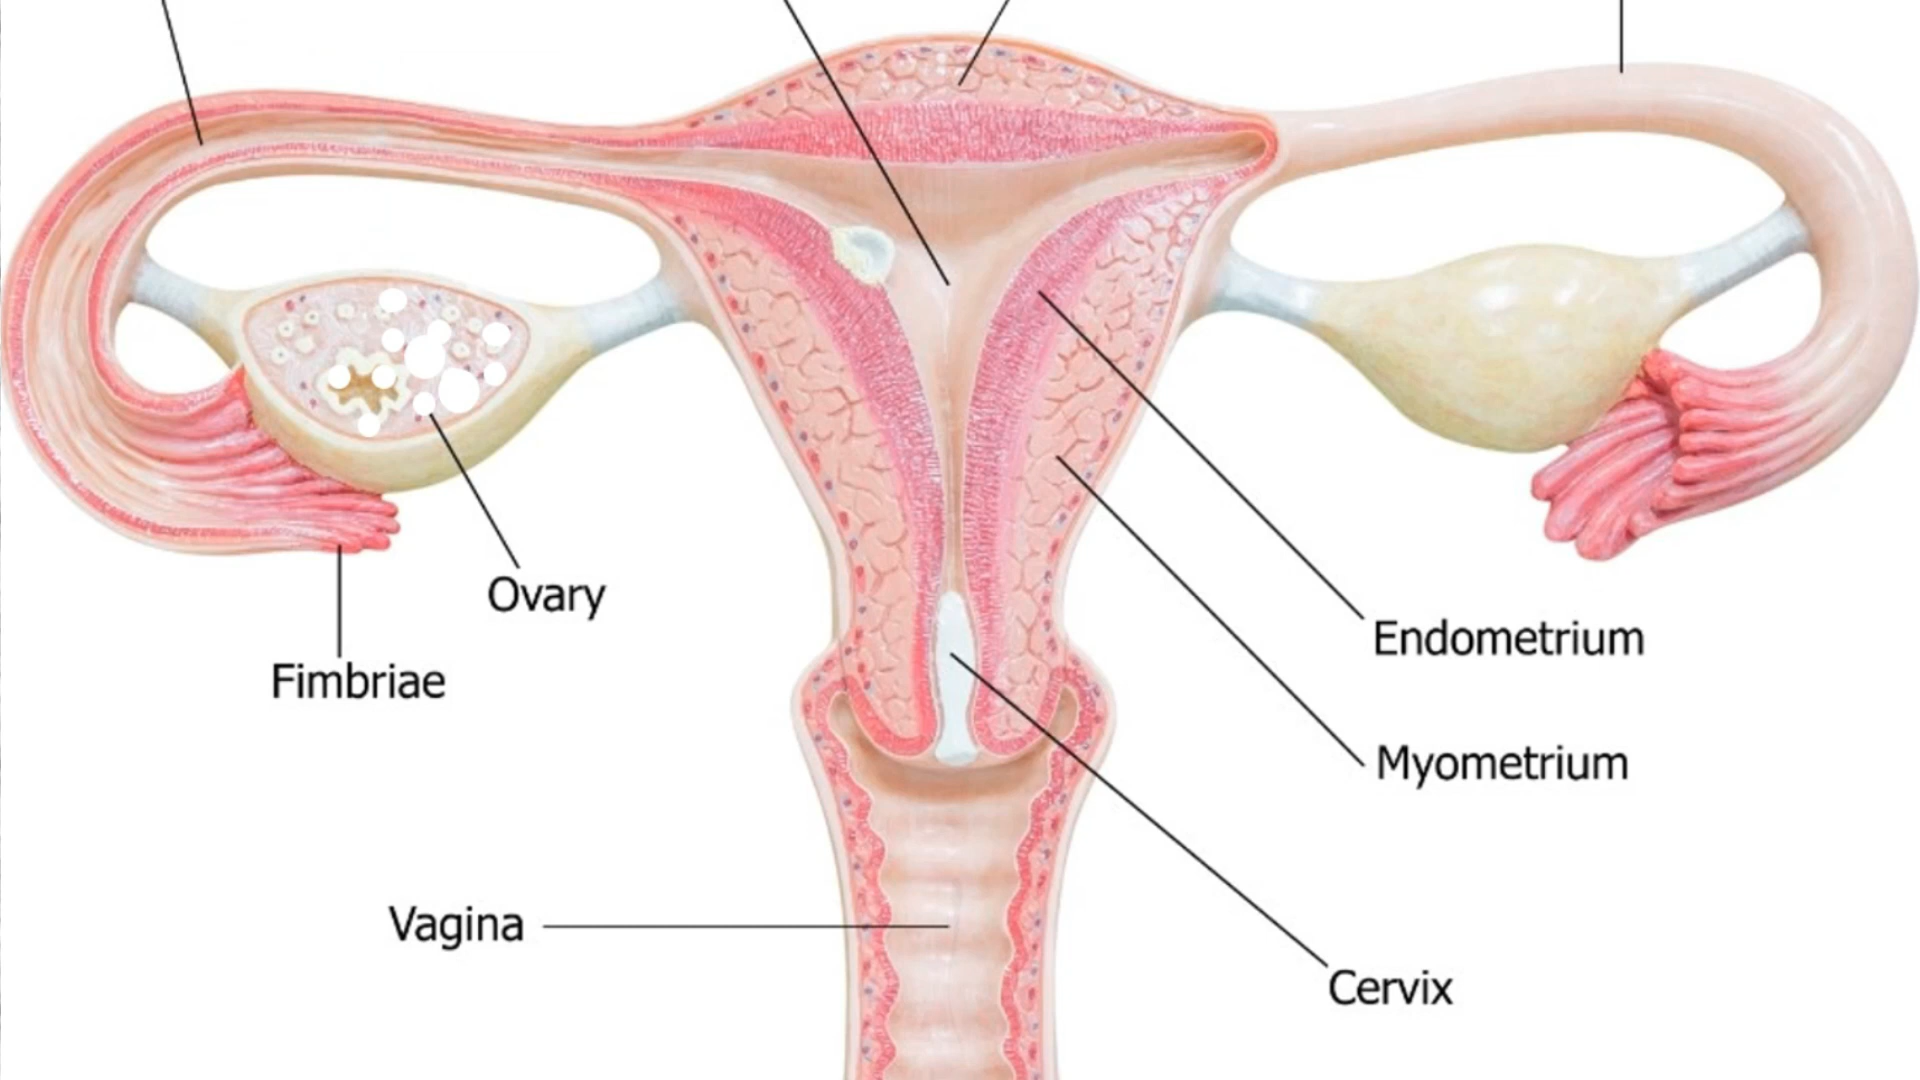 Ovary
Endometrium
Fimbriae
Myometrium
Vagina
Cervix